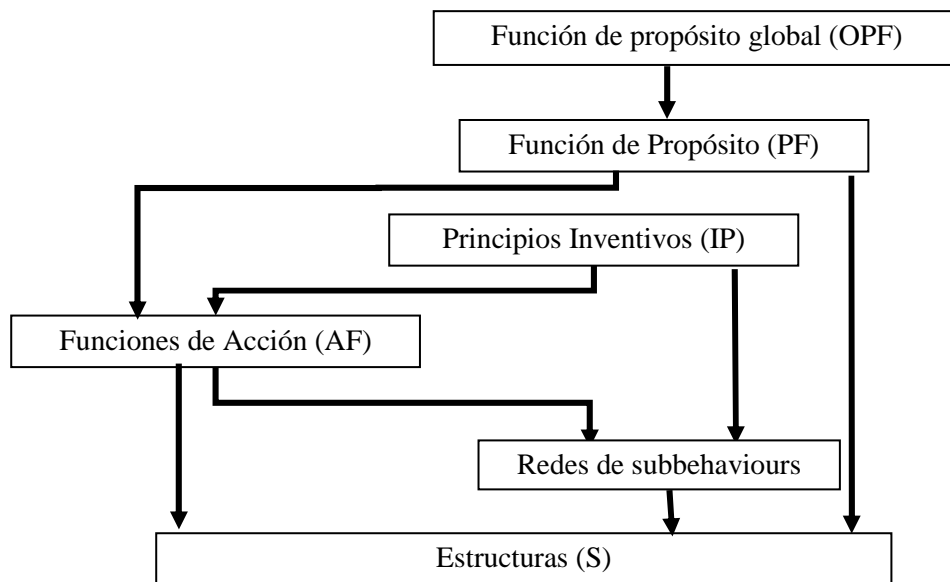 Función de propósito global (OPF)
Función de Propósito (PF)
Principios Inventivos (IP)
Funciones de Acción (AF)
Redes de subbehaviours
Estructuras (S)